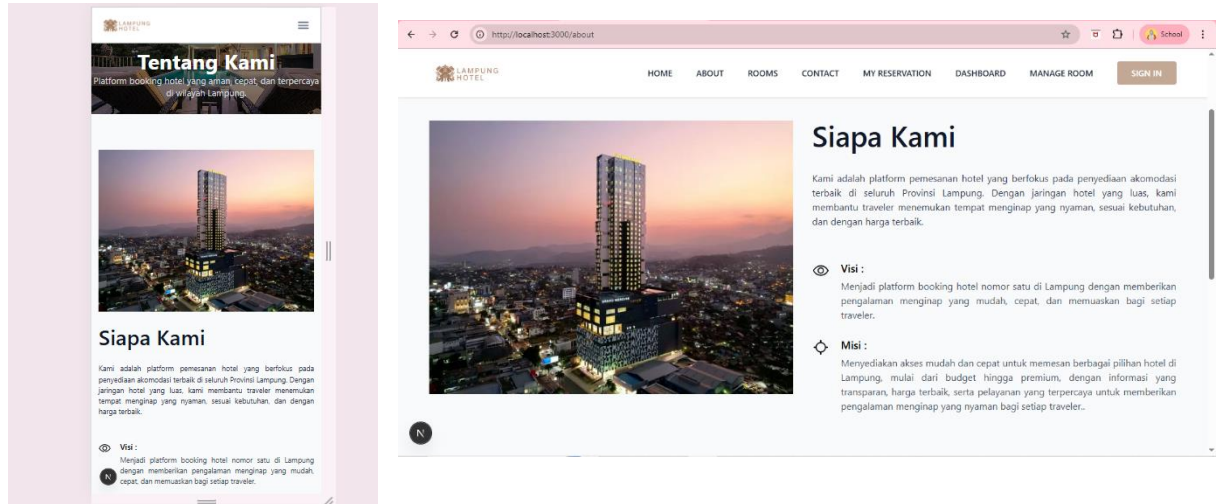 LAMPUNG
HOTEL
Tentang Kami
Platform booking hotel yang aman, cepat, dan terpercaya
di wilayah Lampung.
Siapa Kami
Kami adalah platform pemesanan hotel yang berfokus pada
penyediaan akomodasi terbaik di seluruh Provinsi Lampung. Dengan
jaringan hotel yang luas, kami membantu traveler menemukan
tempat menginap yang nyaman, sesuai kebutuhan, dan dengan
harga terbaik.
Visi :
Menjadi platform booking hotel nomor satu di Lampung
dengan memberikan pengalaman menginap yang mudah,
cepat, dan memuaskan bagi setiap traveler.
N
http://localhost:3000/about
School
LAMPUNG
HOTEL
HOME ABOUT ROOMS CONTACT MY RESERVATION DASHBOARD MANAGE ROOM SIGN IN
Siapa Kami
Kami adalah platform pemesanan hotel yang berfokus pada penyediaan akomodasi
terbaik di seluruh Provinsi Lampung. Dengan jaringan hotel yang luas, kami
membantu traveler menemukan tempat menginap yang nyaman, sesuai kebutuhan,
dan dengan harga terbaik.
Visi :
Menjadi platform booking hotel nomor satu di Lampung dengan memberikan
pengalaman menginap yang mudah, cepat, dan memuaskan bagi setiap
traveler.
Misi :
Menyediakan akses mudah dan cepat untuk memesan berbagai pilihan hotel di
Lampung, mulai dari budget hingga premium, dengan informasi yang
transparan, harga terbaik, serta pelayanan yang terpercaya untuk memberikan
pengalaman menginap yang nyaman bagi setiap traveler..
N